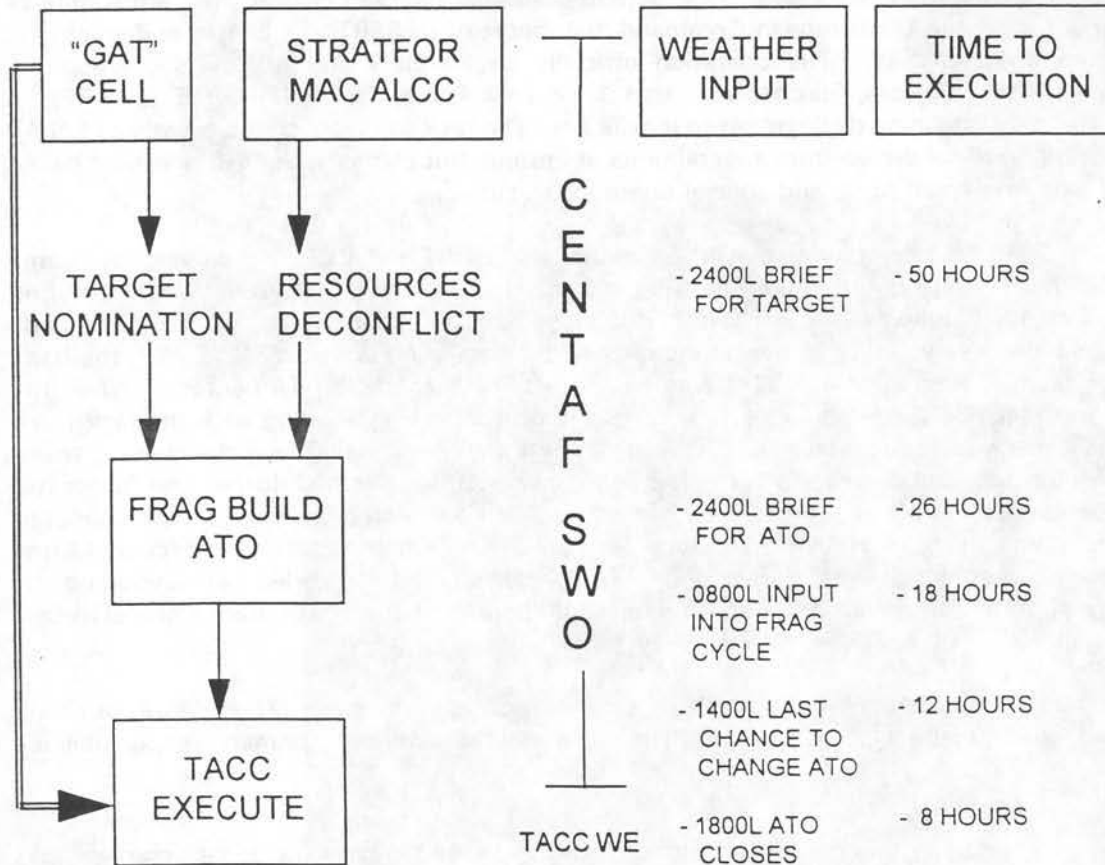 “GAT”
CELL
STRATFOR
MAC ALCC
WEATHER
INPUT
TIME TO
EXECUTION
TARGET
NOMINATION
RESOURCES
DECONFLICT
FRAG BUILD
ATO
TACC
EXECUTE
C
E
N
T
A
F
S
W
O
TACC WE
- 2400L BRIEF
FOR TARGET
- 50 HOURS
- 2400L BRIEF
FOR ATO
- 26 HOURS
- 0800L INPUT
INTO FRAG
CYCLE
- 18 HOURS
- 1400L LAST
CHANCE TO
CHANGE ATO
- 12 HOURS
- 1800L ATO
CLOSES
- 8 HOURS